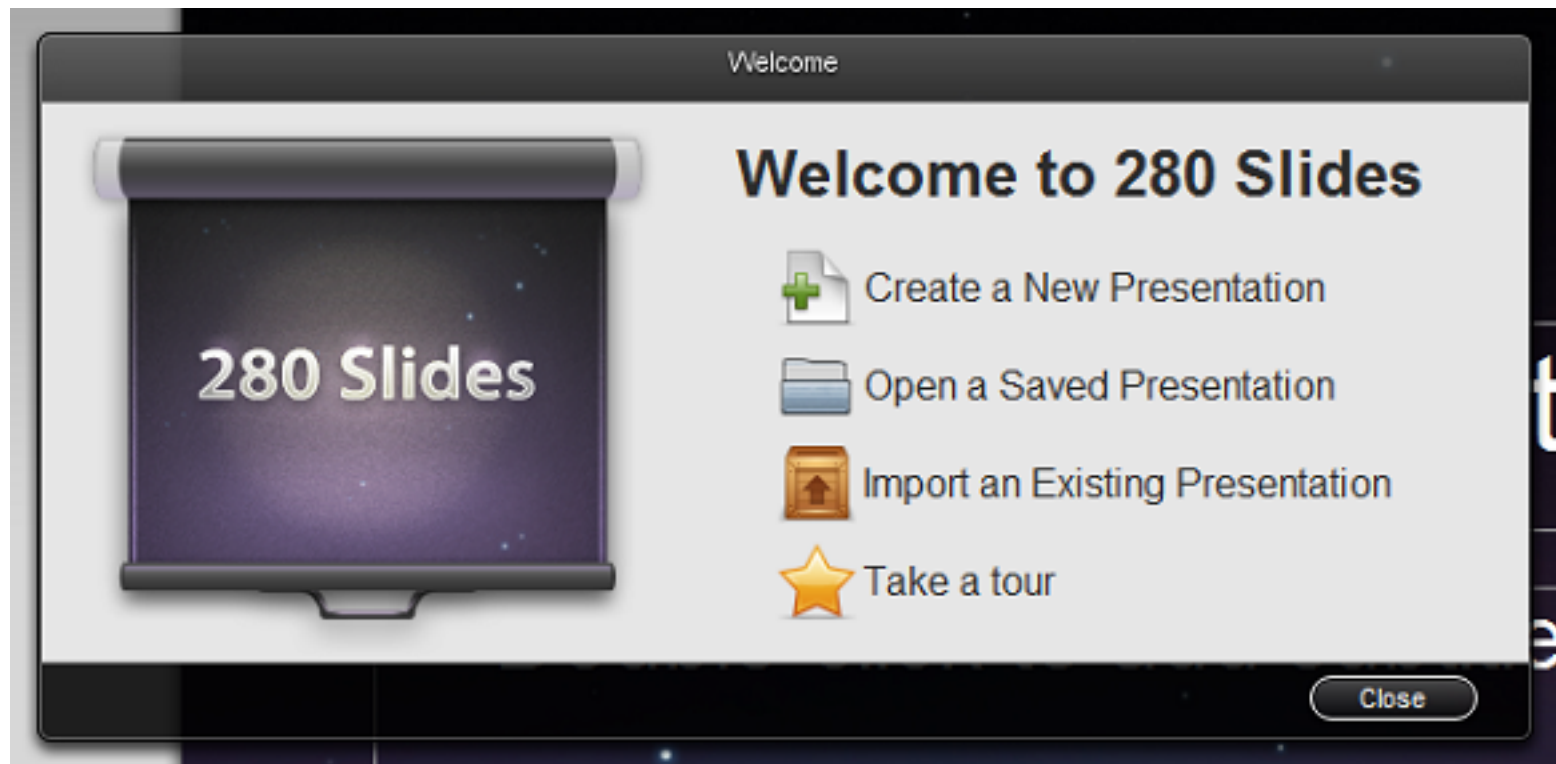 Welcome
280 Slides
Welcome to 280 Slides
Create a New Presentation
Open a Saved Presentation
Import an Existing Presentation
Take a tour
Close